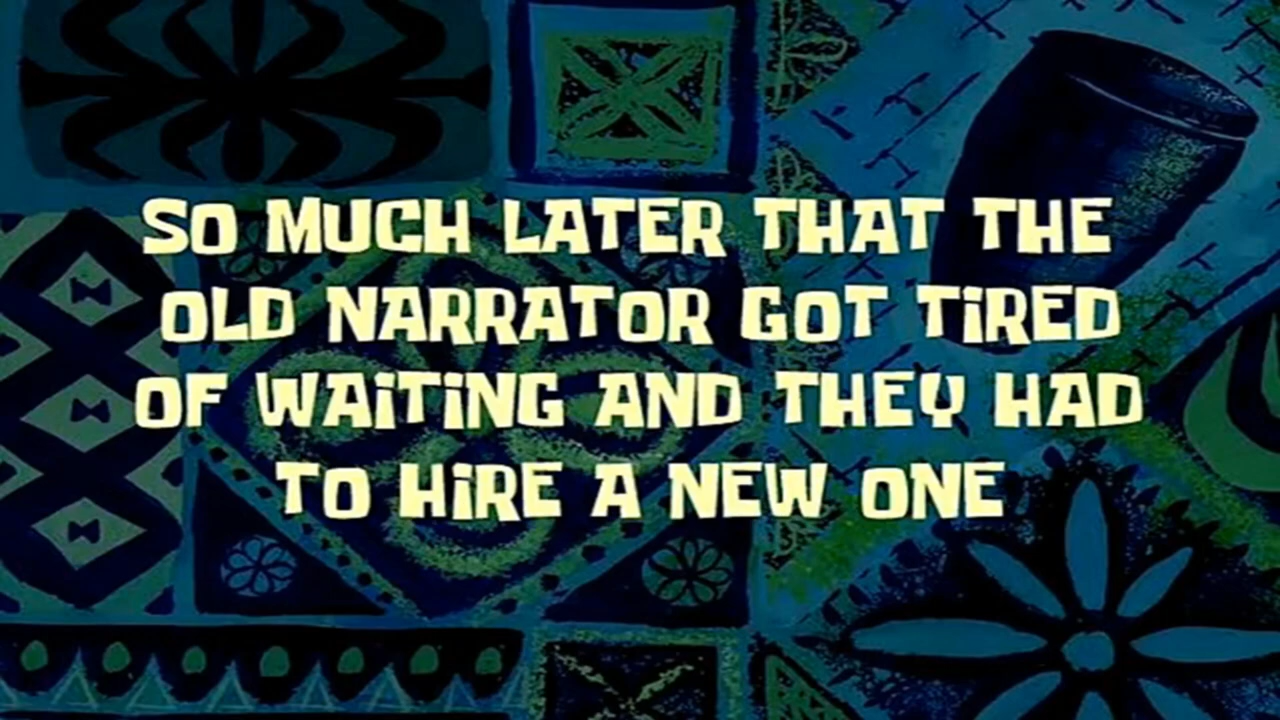 SO MUCH LATER THAT THE
OLD NARRATOR GOT TiRED
OF WAiTiNG AND THEY HAD
TO HiRE A NEW ONE